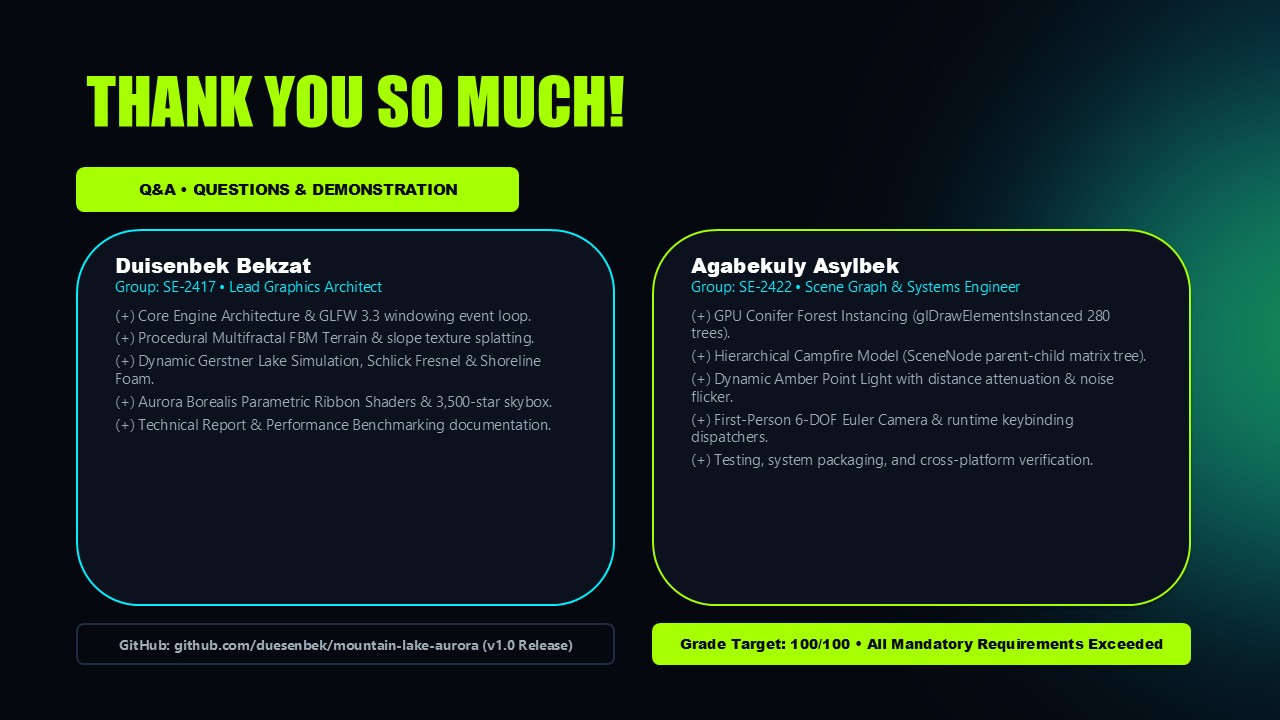 THANK YOU SO MUCH!
Q&A • QUESTIONS & DEMONSTRATION
Duisenbek Bekzat
Group: SE-2417 • Lead Graphics Architect
(+) Core Engine Architecture & GLFW 3.3 windowing event loop.
(+) Procedural Multifractal FBM Terrain & slope texture splatting.
(+) Dynamic Gerstner Lake Simulation, Schlick Fresnel & Shoreline
Foam.
(+) Aurora Borealis Parametric Ribbon Shaders & 3,500-star skybox.
(+) Technical Report & Performance Benchmarking documentation.
Agabekuly Asylbek
Group: SE-2422 • Scene Graph & Systems Engineer
(+) GPU Conifer Forest Instancing (glDrawElementsInstanced 280
trees).
(+) Hierarchical Campfire Model (SceneNode parent-child matrix tree).
(+) Dynamic Amber Point Light with distance attenuation & noise
flicker.
(+) First-Person 6-DOF Euler Camera & runtime keybinding
dispatchers.
(+) Testing, system packaging, and cross-platform verification.
GitHub: github.com/duesenbek/mountain-lake-aurora (v1.0 Release)
Grade Target: 100/100 • All Mandatory Requirements Exceeded